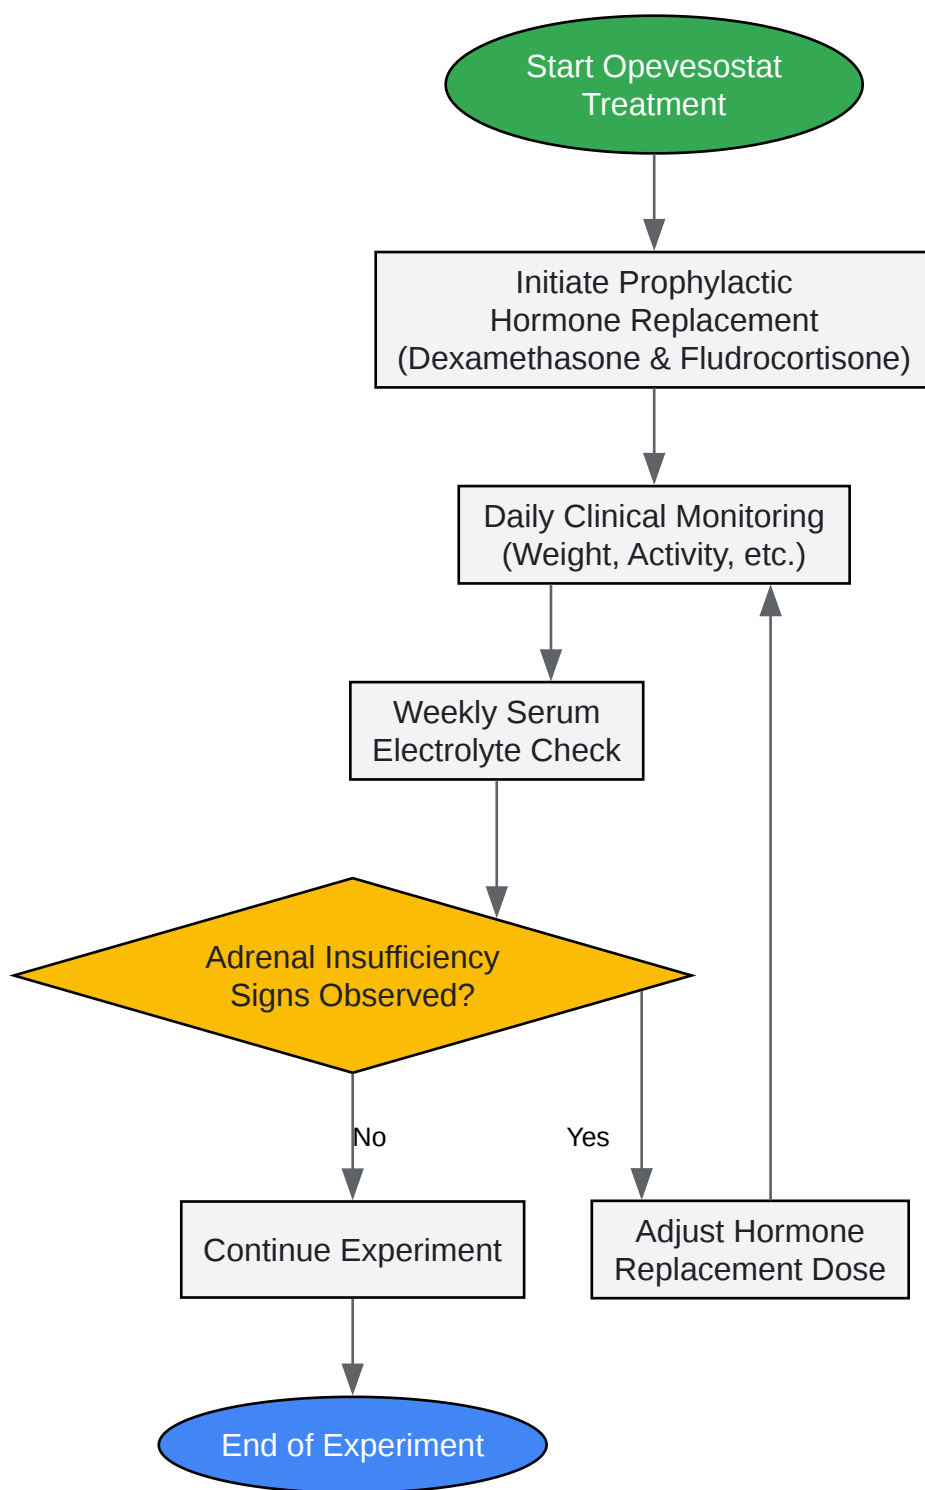 Start Opevesostat
Treatment
Initiate Prophylactic
Hormone Replacement
(Dexamethasone & Fludrocortisone)
Daily Clinical Monitoring
(Weight, Activity, etc.)
Weekly Serum
Electrolyte Check
Adrenal Insufficiency
Signs Observed?
No
Yes
Continue Experiment
Adjust Hormone
Replacement Dose
End of Experiment